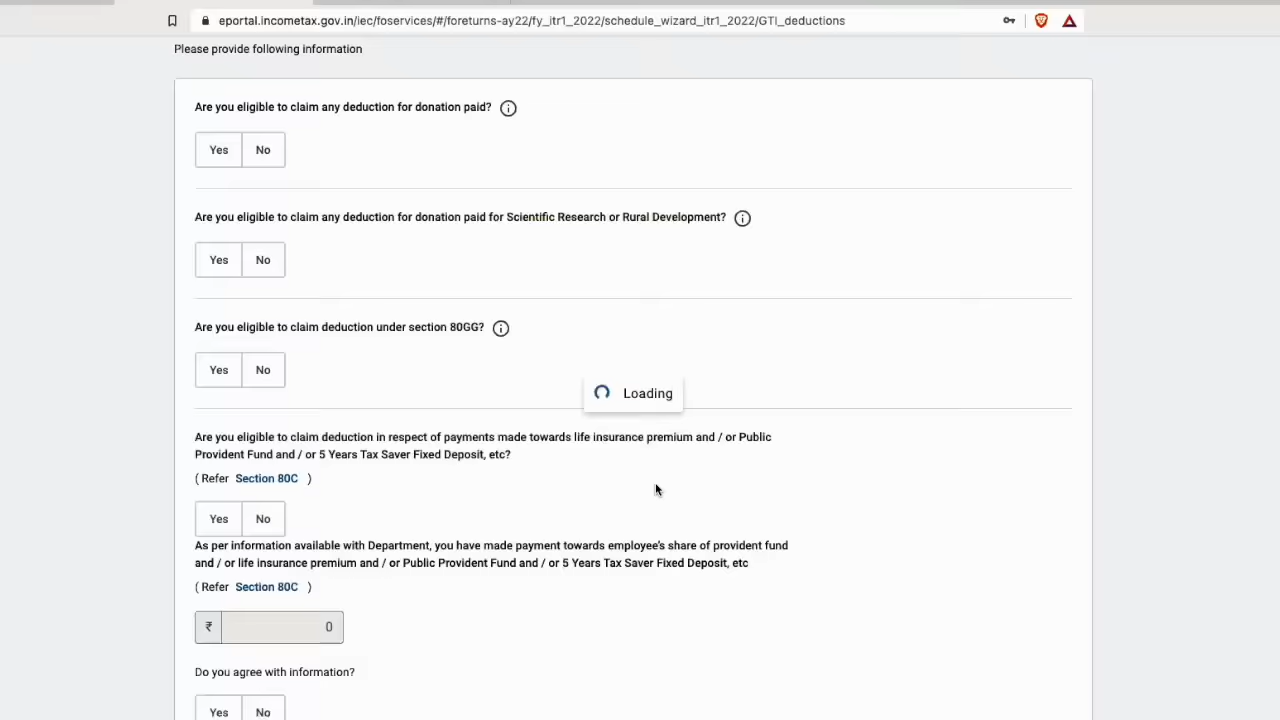 eportal.incometax.gov.in/iec/foservices/#/foreturns-ay22/fy_itr1_2022/schedule_wizard_itr1_2022/GTI_deductions
Please provide following information
Are you eligible to claim any deduction for donation paid?
Yes No
Are you eligible to claim any deduction for donation paid for Scientific Research or Rural Development?
Yes No
Are you eligible to claim deduction under section 80GG?
Yes No
Loading
Are you eligible to claim deduction in respect of payments made towards life insurance premium and / or Public
Provident Fund and / or 5 Years Tax Saver Fixed Deposit, etc?
( Refer Section 80C )
Yes No
As per information available with Department, you have made payment towards employee's share of provident fund
and / or life insurance premium and / or Public Provident Fund and / or 5 Years Tax Saver Fixed Deposit, etc
( Refer Section 80C )
₹ 0
Do you agree with information?
Yes No